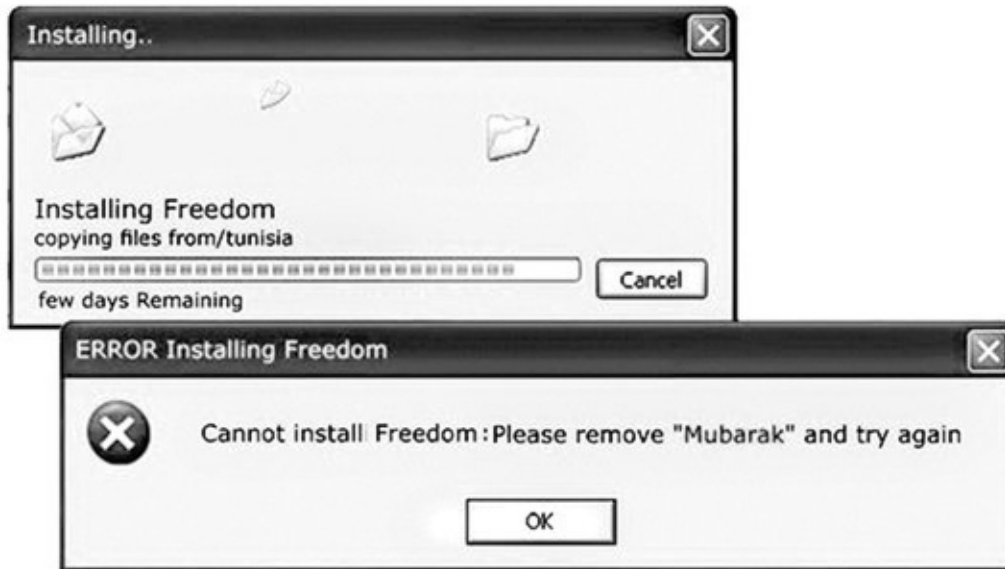 Installing..
Installing Freedom
copying files from/tunisia
Cancel
few days Remaining
ERROR Installing Freedom
Cannot install Freedom:Please remove "Mubarak" and try again
OK